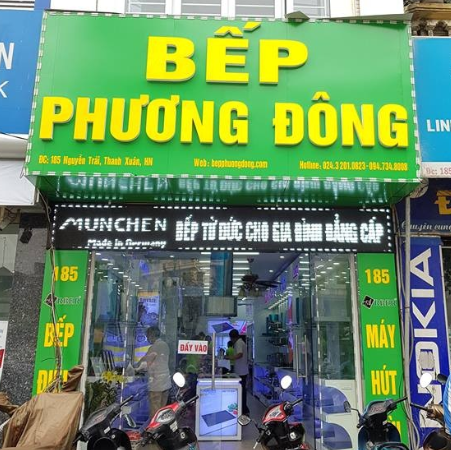 BẾP
PHƯƠNG ĐÔNG
ĐC: 185 Nguyễn Trãi, Thanh Xuân, HN
Web: bepphuongdong.com
Hotline: 024.3 201.0823-094.734.8088
MUNCHEN
Made in Germany
BẾP TỪ ĐỨC CHO GIA ĐÌNH ĐẲNG CẤP
185
BẾP
ĐIỆN
ĐẨY VÀO
185
MÁY
HÚT
NOKIA